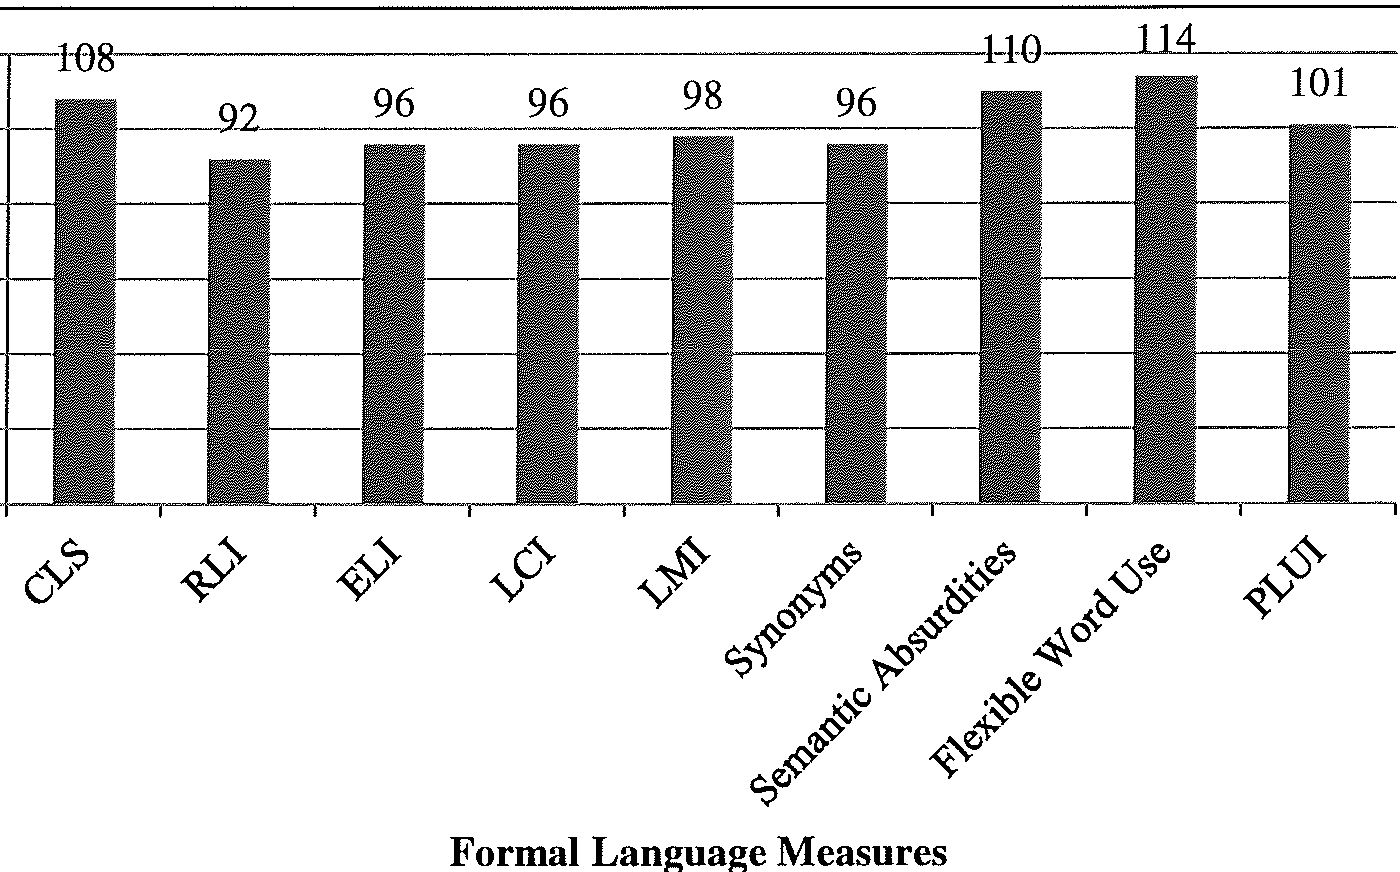 108 92 96 96 98 96 110 114 101
CLS RLI ELI LCI LMI Synonyms Semantic Absurdities Flexible Word Use PLUI
Formal Language Measures